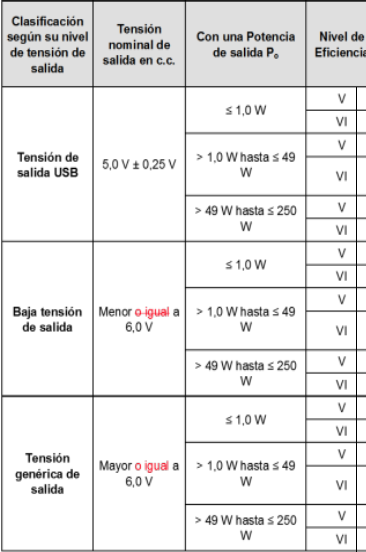 Clasificación
según su nivel
de tensión de
salida
Tensión
nominal de
salida en c.c.
Con una Potencia
de salida Pₒ
Nivel de
Eficiencia
Tensión de
salida USB
5,0 V ± 0,25 V
≤ 1,0 W
V
VI
> 1,0 W hasta ≤ 49
W
V
VI
> 49 W hasta ≤ 250
W
V
VI
Baja tensión
de salida
Menor o igual a
6,0 V
≤ 1,0 W
V
VI
> 1,0 W hasta ≤ 49
W
V
VI
> 49 W hasta ≤ 250
W
V
VI
Tensión
genérica de
salida
Mayor o igual a
6,0 V
≤ 1,0 W
V
VI
> 1,0 W hasta ≤ 49
W
V
VI
> 49 W hasta ≤ 250
W
V
VI